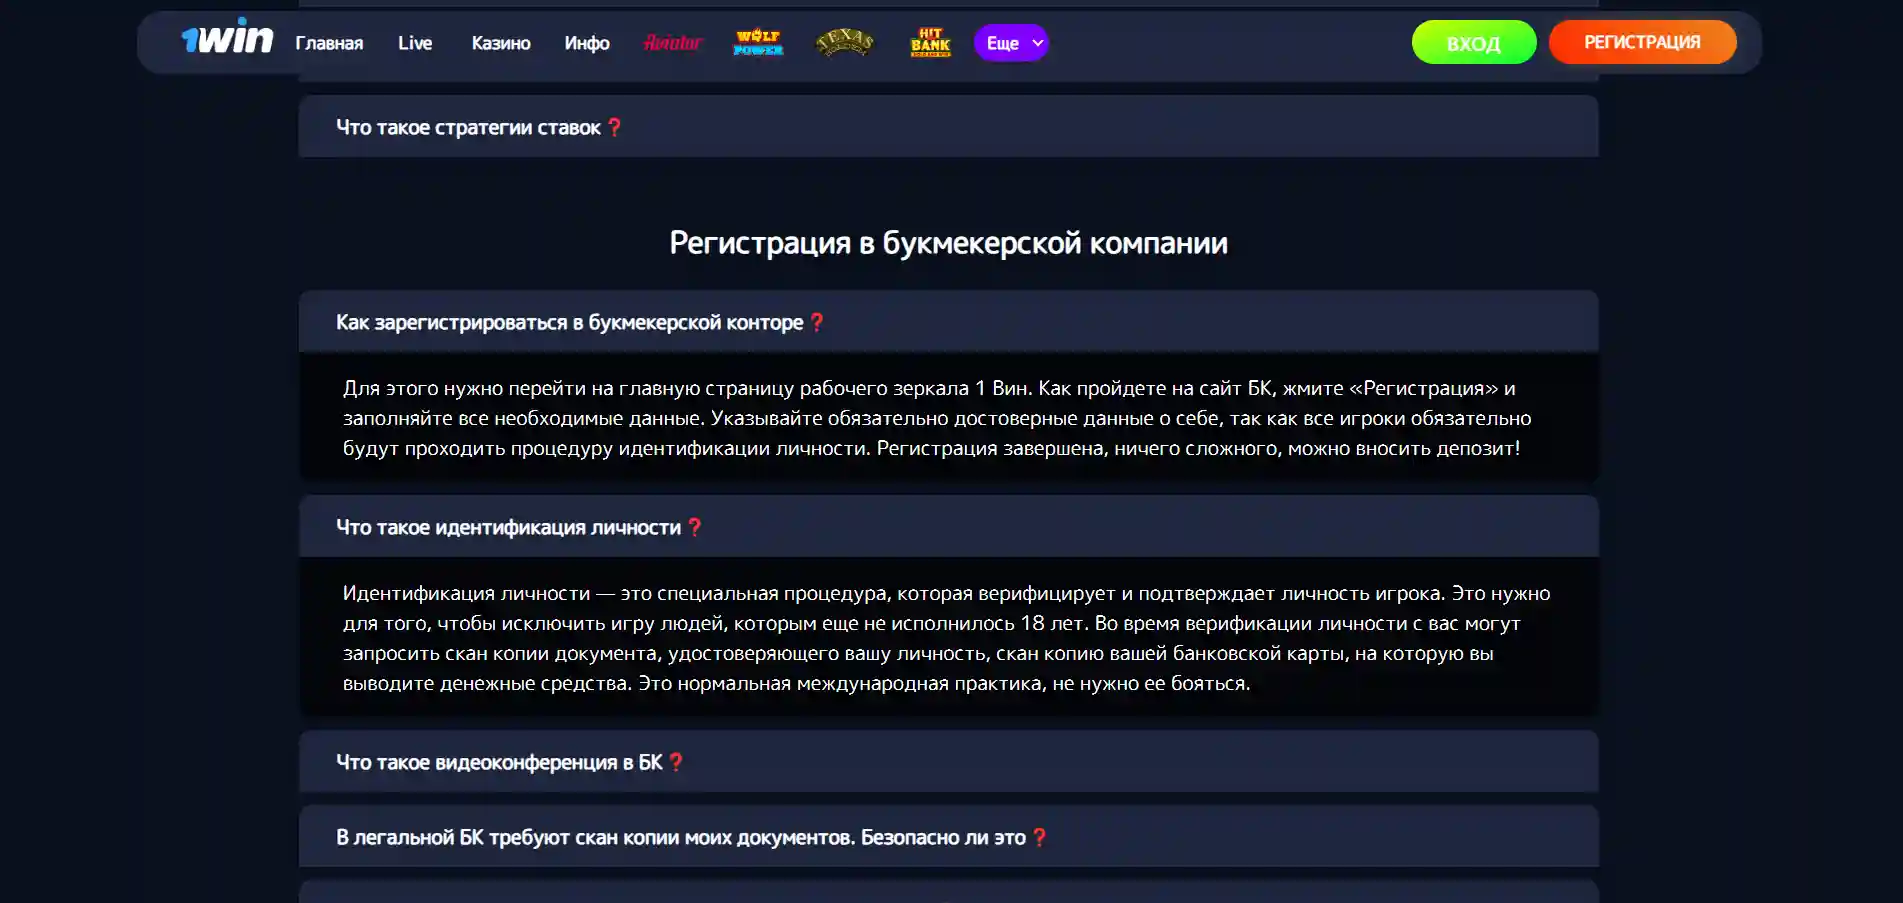 1win Главная Live Казино Инфо Aviator WOLF POWER TEXAS HIT BANK Еще ВХОД РЕГИСТРАЦИЯ
Что такое стратегии ставок❓
Регистрация в букмекерской компании
Как зарегистрироваться в букмекерской конторе❓
Для этого нужно перейти на главную страницу рабочего зеркала 1 Вин. Как пройдете на сайт БК, жмите «Регистрация» и
заполняйте все необходимые данные. Указывайте обязательно достоверные данные о себе, так как все игроки обязательно
будут проходить процедуру идентификации личности. Регистрация завершена, ничего сложного, можно вносить депозит!
Что такое идентификация личности❓
Идентификация личности — это специальная процедура, которая верифицирует и подтверждает личность игрока. Это нужно
для того, чтобы исключить игру людей, которым еще не исполнилось 18 лет. Во время верификации личности с вас могут
запросить скан копии документа, удостоверяющего вашу личность, скан копию вашей банковской карты, на которую вы
выводите денежные средства. Это нормальная международная практика, не нужно ее бояться.
Что такое видеоконференция в БК❓
В легальной БК требуют скан копии моих документов. Безопасно ли это❓